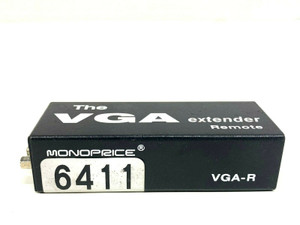 The
VGA extender
Remote
MONOPRICE®
6411
VGA-R